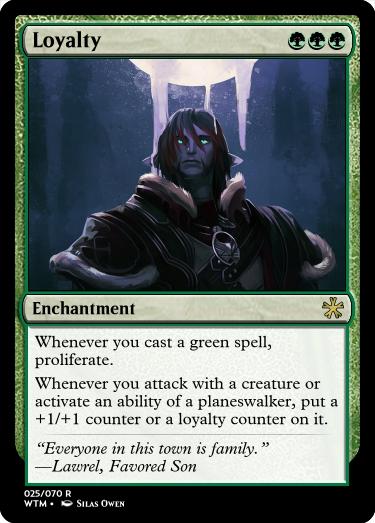 Loyalty
Enchantment
Whenever you cast a green spell,
proliferate.
Whenever you attack with a creature or
activate an ability of a planeswalker, put a
+1/+1 counter or a loyalty counter on it.
“Everyone in this town is family.”
—Lawrel, Favored Son
025/070 R
WTM • Silas Owen